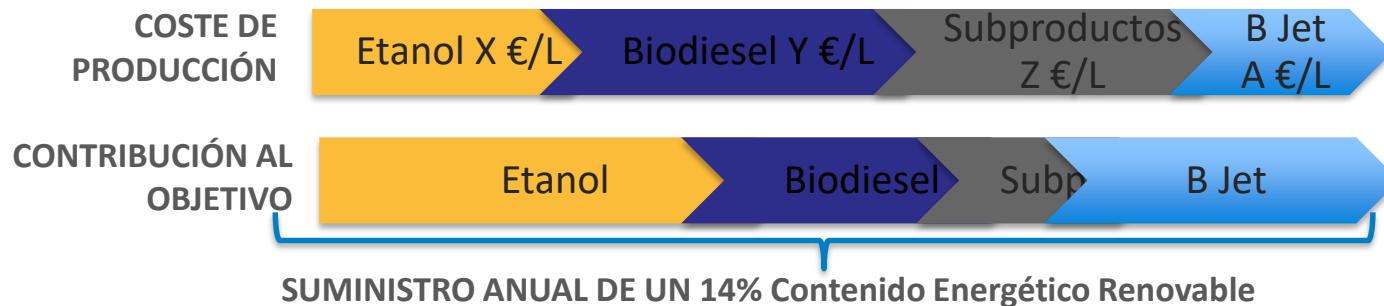 COSTE DE
PRODUCCIÓN
Etanol X €/L
Biodiesel Y €/L
Subproductos
Z €/L
B Jet
A €/L
CONTRIBUCIÓN AL
OBJETIVO
Etanol
Biodiesel
Subp
B Jet
SUMINISTRO ANUAL DE UN 14% Contenido Energético Renovable